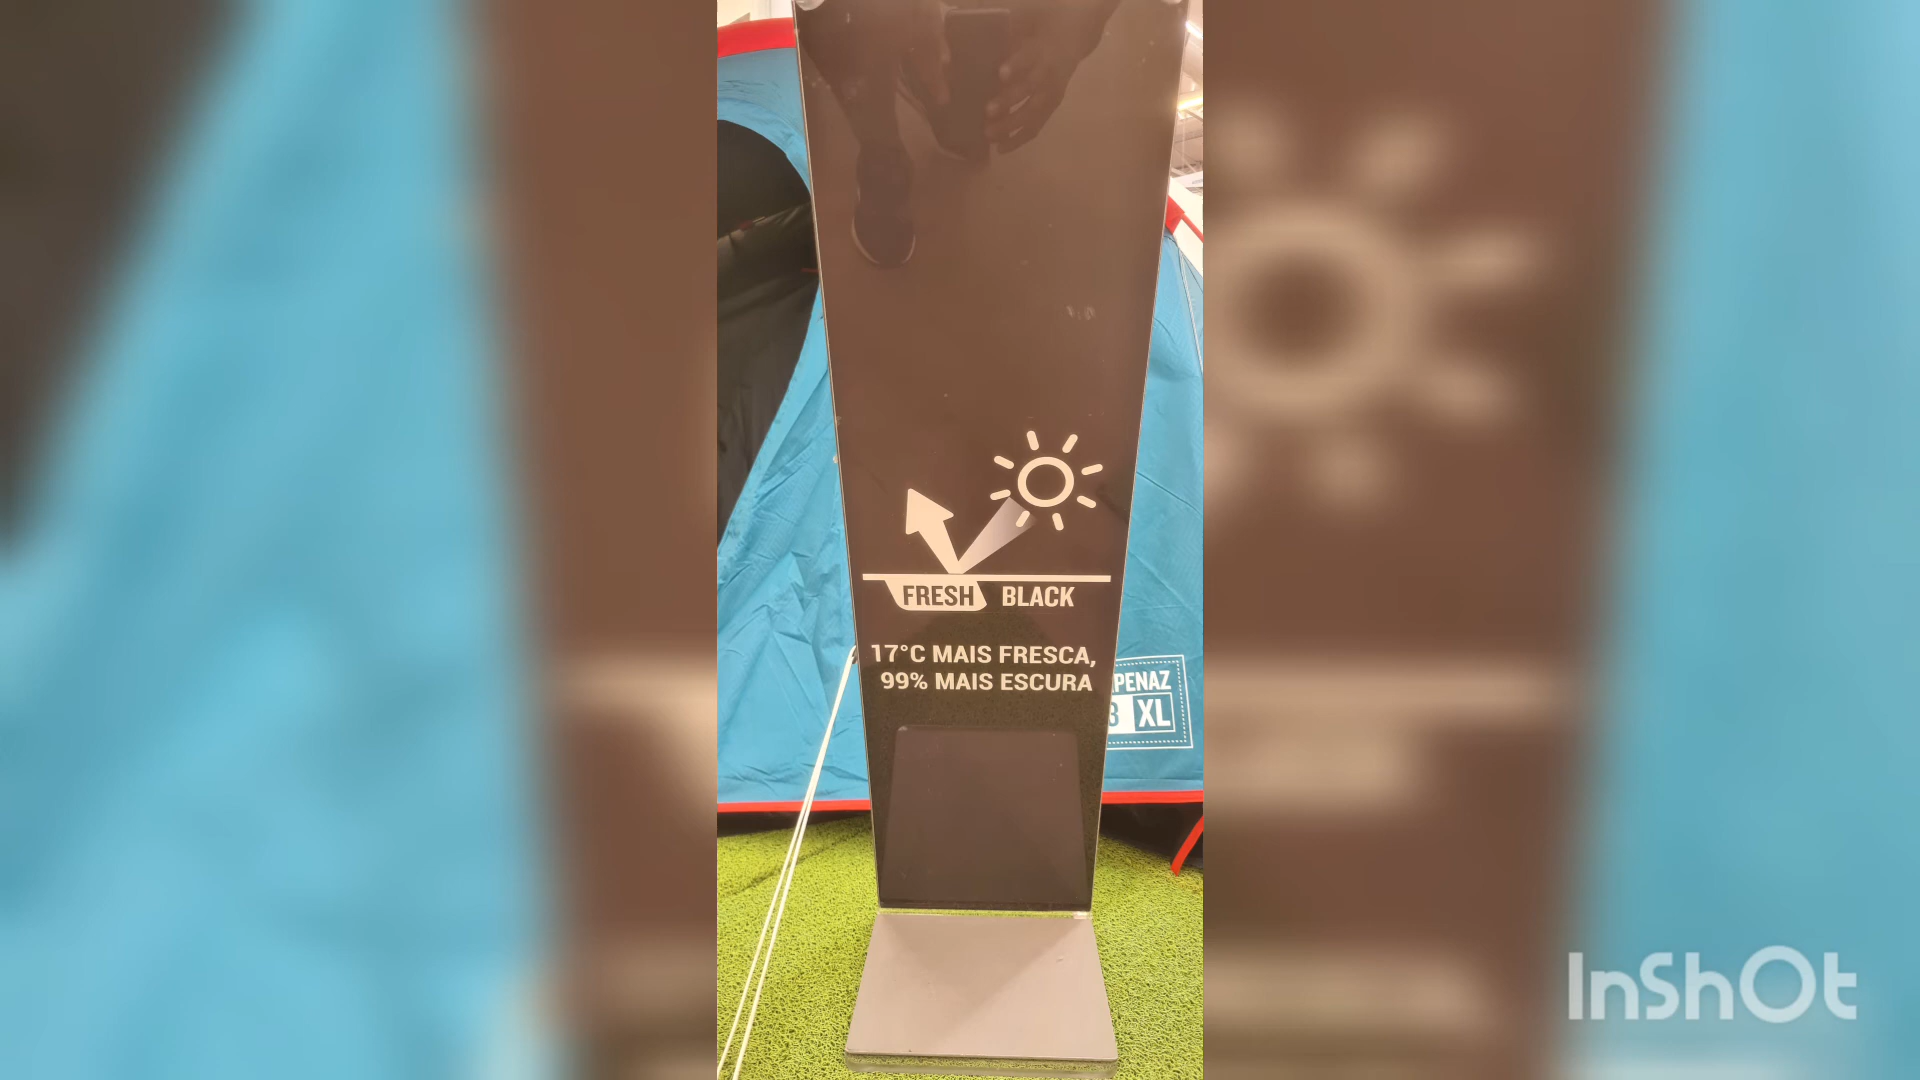 FRESH BLACK
17°C MAIS FRESCA,
99% MAIS ESCURA
PENAZ
XL
InShOt